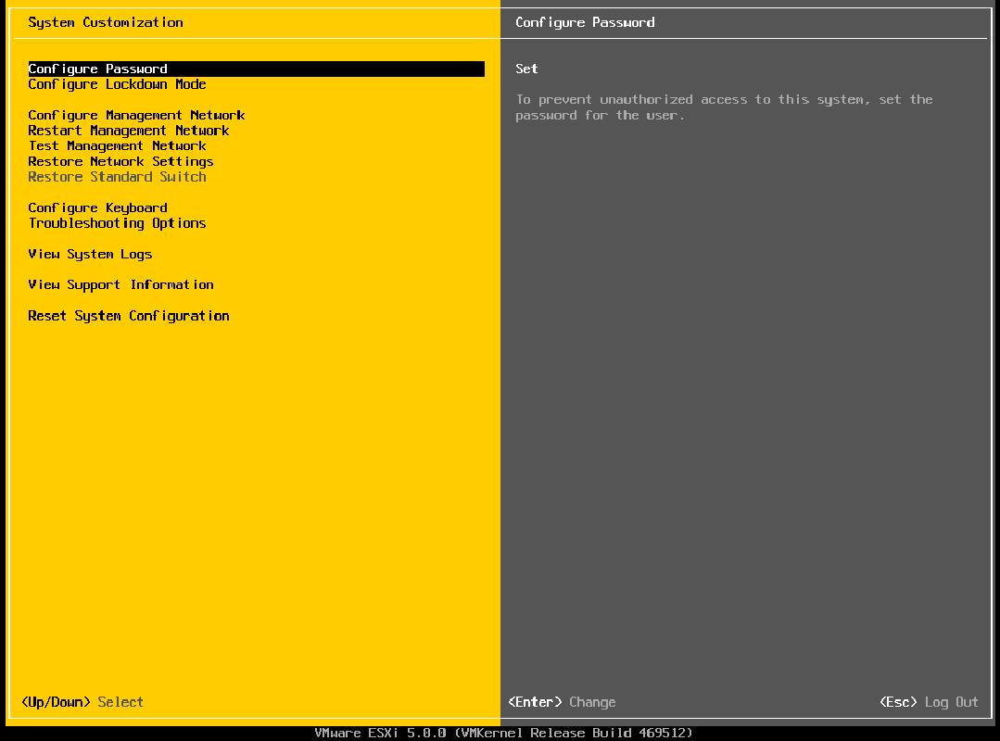 System Customization
Configure Password
Configure Password
Configure Lockdown Mode
Configure Management Network
Restart Management Network
Test Management Network
Restore Network Settings
Restore Standard Switch
Configure Keyboard
Troubleshooting Options
View System Logs
View Support Information
Reset System Configuration
Set
To prevent unauthorized access to this system, set the
password for the user.
<Up/Down> Select
<Enter> Change
<Esc> Log Out
VMware ESXi 5.0.0 (VMKernel Release Build 469512)